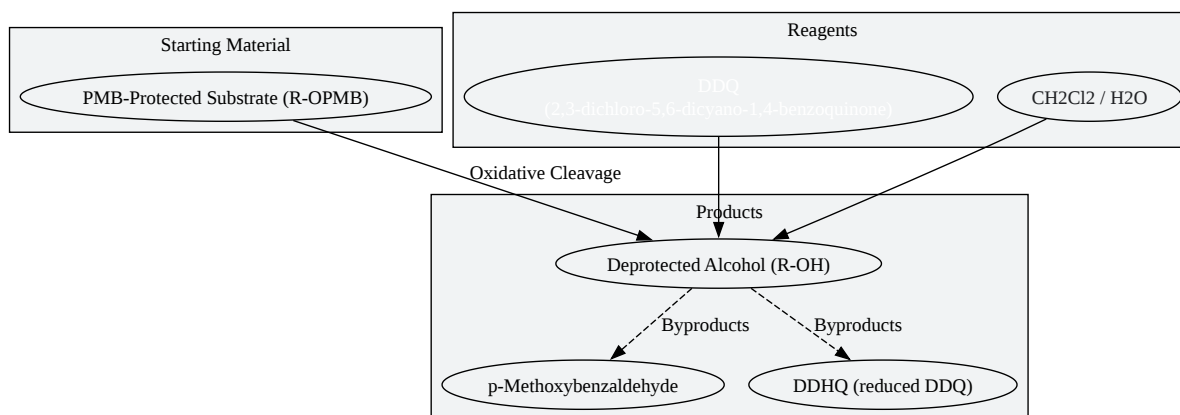 Starting Material
Reagents
PMB-Protected Substrate (R-OPMB)
DDQ
(2,3-dichloro-5,6-dicyano-1,4-benzoquinone)
CH2Cl2 / H2O
Oxidative Cleavage
Products
Deprotected Alcohol (R-OH)
Byproducts
Byproducts
p-Methoxybenzaldehyde
DDHQ (reduced DDQ)